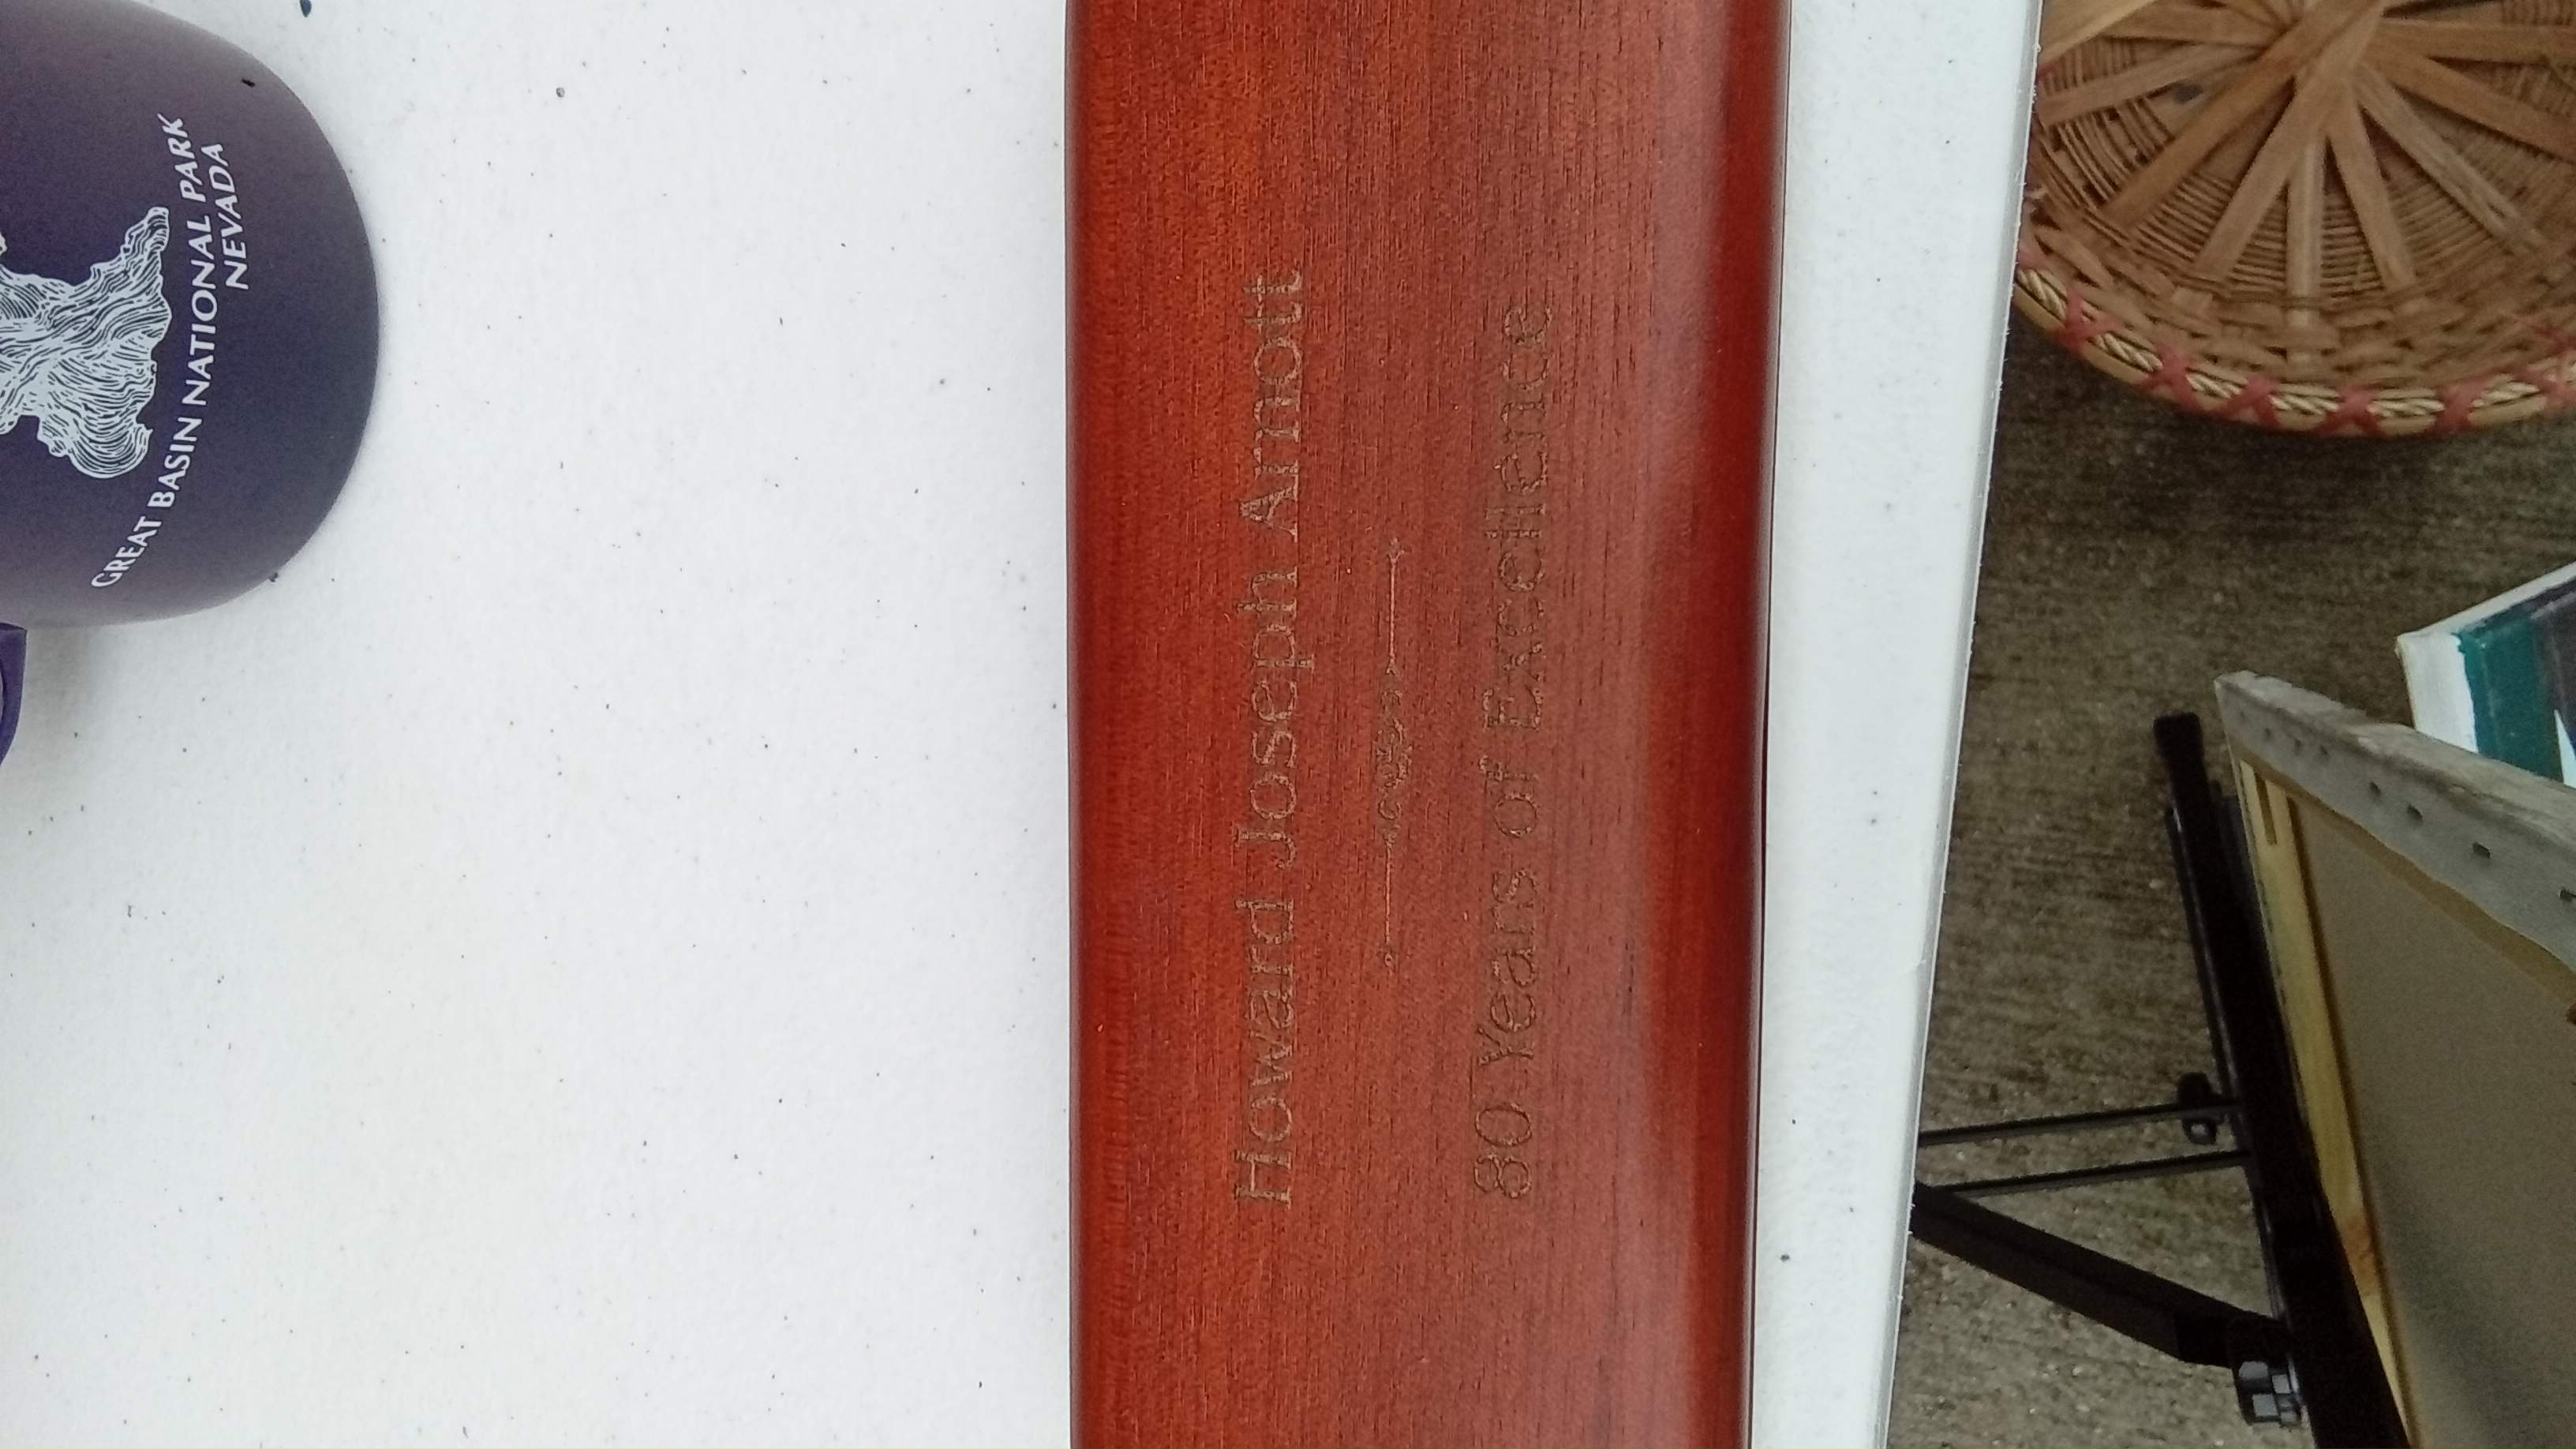 GREAT BASIN NATIONAL PARK
NEVADA
Howard Joseph Arnott
80 Years of Excellence